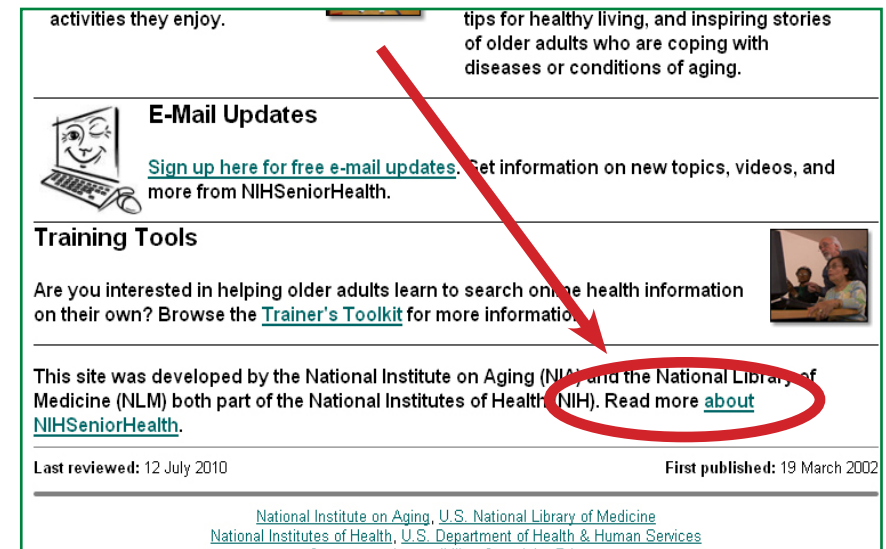 activities they enjoy.
tips for healthy living, and inspiring stories
of older adults who are coping with
diseases or conditions of aging.
E-Mail Updates
Sign up here for free e-mail updates. Get information on new topics, videos, and
more from NIHSeniorHealth.
Training Tools
Are you interested in helping older adults learn to search online health information
on their own? Browse the Trainer's Toolkit for more information.
This site was developed by the National Institute on Aging (NIA) and the National Library of
Medicine (NLM) both part of the National Institutes of Health (NIH). Read more about
NIHSeniorHealth.
Last reviewed: 12 July 2010
First published: 19 March 2002
National Institute on Aging, U.S. National Library of Medicine
National Institutes of Health, U.S. Department of Health & Human Services